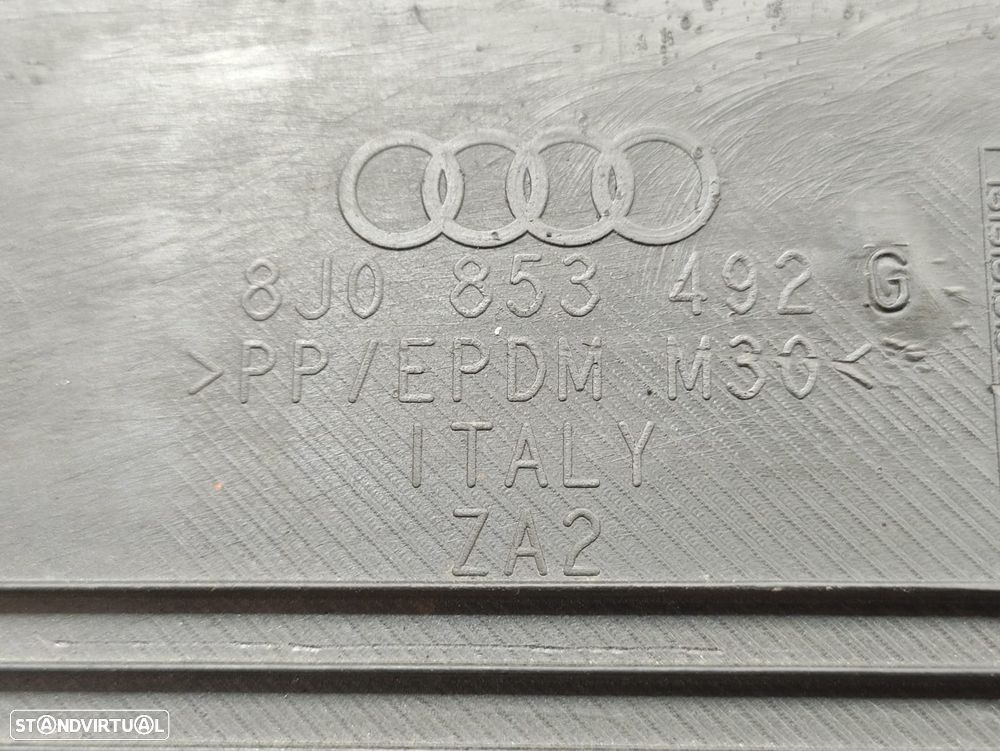 8J0 853 492 G
>PP/EPDM M30<
ITALY
ZA2
STANDVIRTUAL